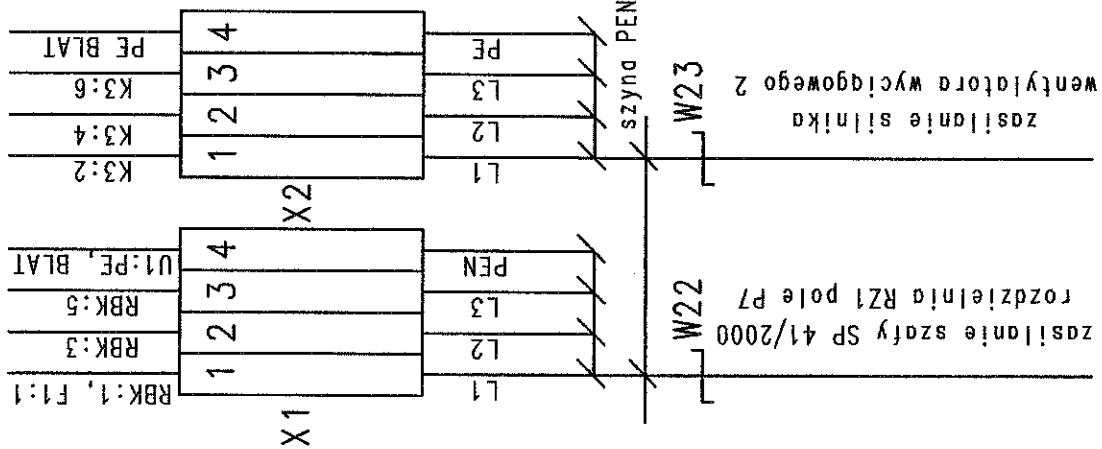 PE BLAT
K3:6
K3:4
K3:2
4
3
2
1
X2
PE
L3
L2
L1
szyna PEN
W23
zasilanie silnika
wentylatora wyciągowego 2
U1:PE, BLAT
RBK:5
RBK:3
RBK:1, F1:1
4
3
2
1
X1
PEN
L3
L2
L1
W22
zasilanie szafy SP 41/2000
rozdzielnia RZ1 pole P7